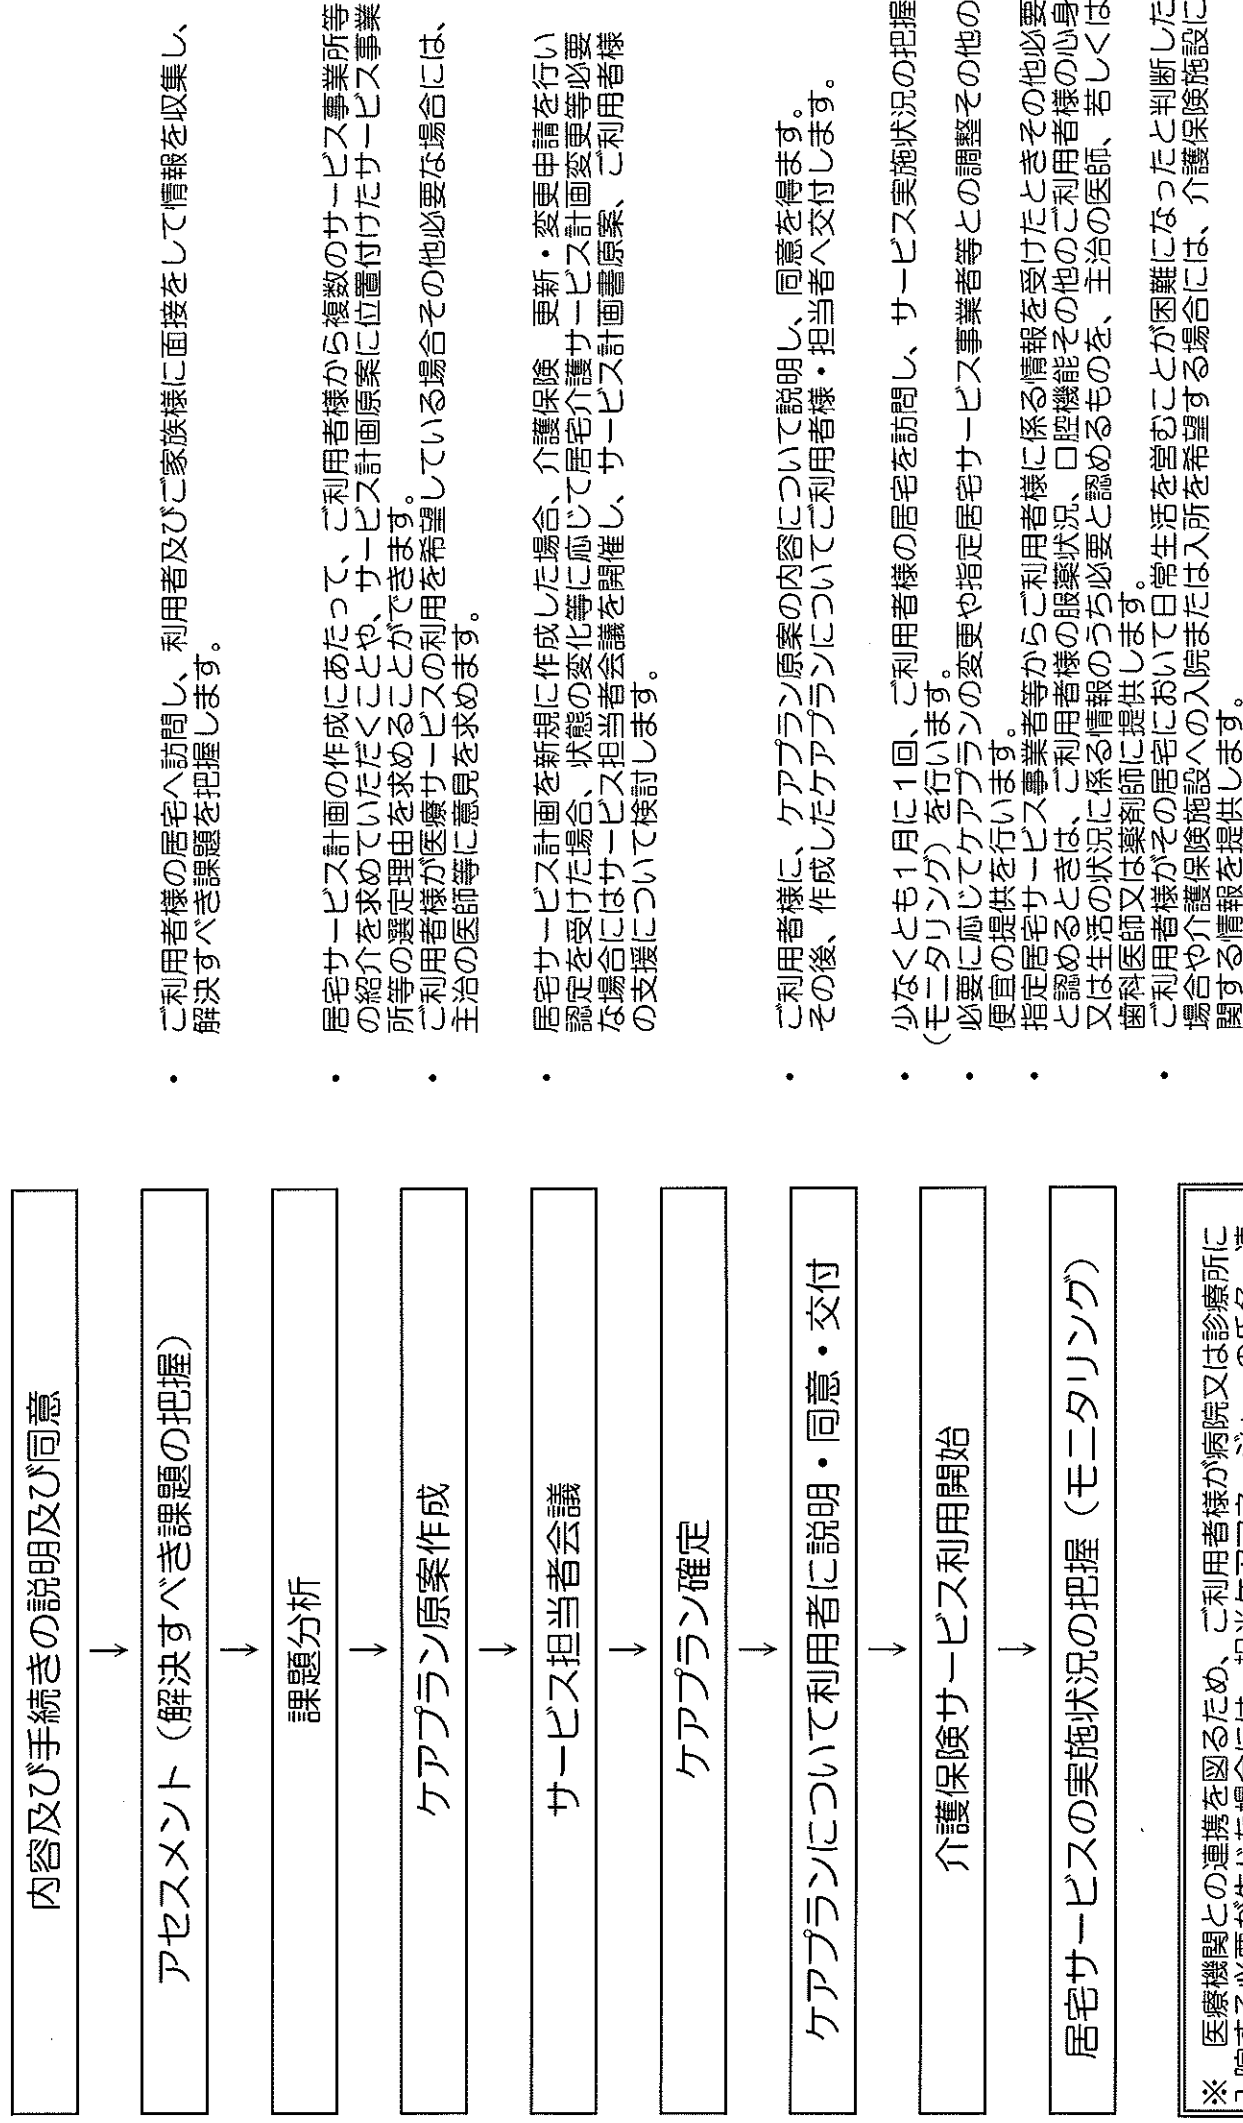 内容及び手続きの説明及び同意
↓
アセスメント（解決すべき課題の把握）
↓
課題分析
↓
ケアプラン原案作成
↓
サービス担当者会議
↓
ケアプラン確定
↓
ケアプランについて利用者に説明・同意・交付
↓
介護保険サービス利用開始
↓
居宅サービスの実施状況の把握（モニタリング）
・ご利用者様の居宅へ訪問し、利用者及びご家族様に面接をして情報を収集し、
解決すべき課題を把握します。
・居宅サービス計画の作成にあたって、ご利用者様から複数のサービス事業所等
の紹介を求めていただくことや、サービス計画原案に位置付けたサービス事業
所等の選定理由を求めることができます。
・ご利用者様が医療サービスの利用を希望している場合その他必要な場合には、
主治の医師等に意見を求めます。
・居宅サービス計画を新規に作成した場合、介護保険　更新・変更申請を行い
認定を受けた場合、状態の変化等に応じて居宅介護サービス計画変更等必要
な場合にはサービス担当者会議を開催し、サービス計画書原案、ご利用者様
の支援について検討します。
・ご利用者様に、ケアプラン原案の内容について説明し、同意を得ます。
その後、作成したケアプランについてご利用者様・担当者へ交付します。
・少なくとも1月に1回、ご利用者様の居宅を訪問し、サービス実施状況の把握
（モニタリング）を行います。
・必要に応じてケアプランの変更や指定居宅サービス事業者等との調整その他の
便宜の提供を行います。
・指定居宅サービス事業者等からご利用者様に係る情報を受けたときその他必要
と認めるときは、ご利用者様の服薬状況、口腔機能その他のご利用者様の心身
又は生活の状況に係る情報のうち必要と認めるものを、主治の医師、若しくは
歯科医師又は薬剤師に提供します。
・ご利用者様がその居宅において日常生活を営むことが困難になったと判断した
場合や介護保険施設への入院または入所を希望する場合には、介護保険施設に
関する情報を提供します。
※　医療機関との連携を図るため、ご利用者様が病院又は診療所に